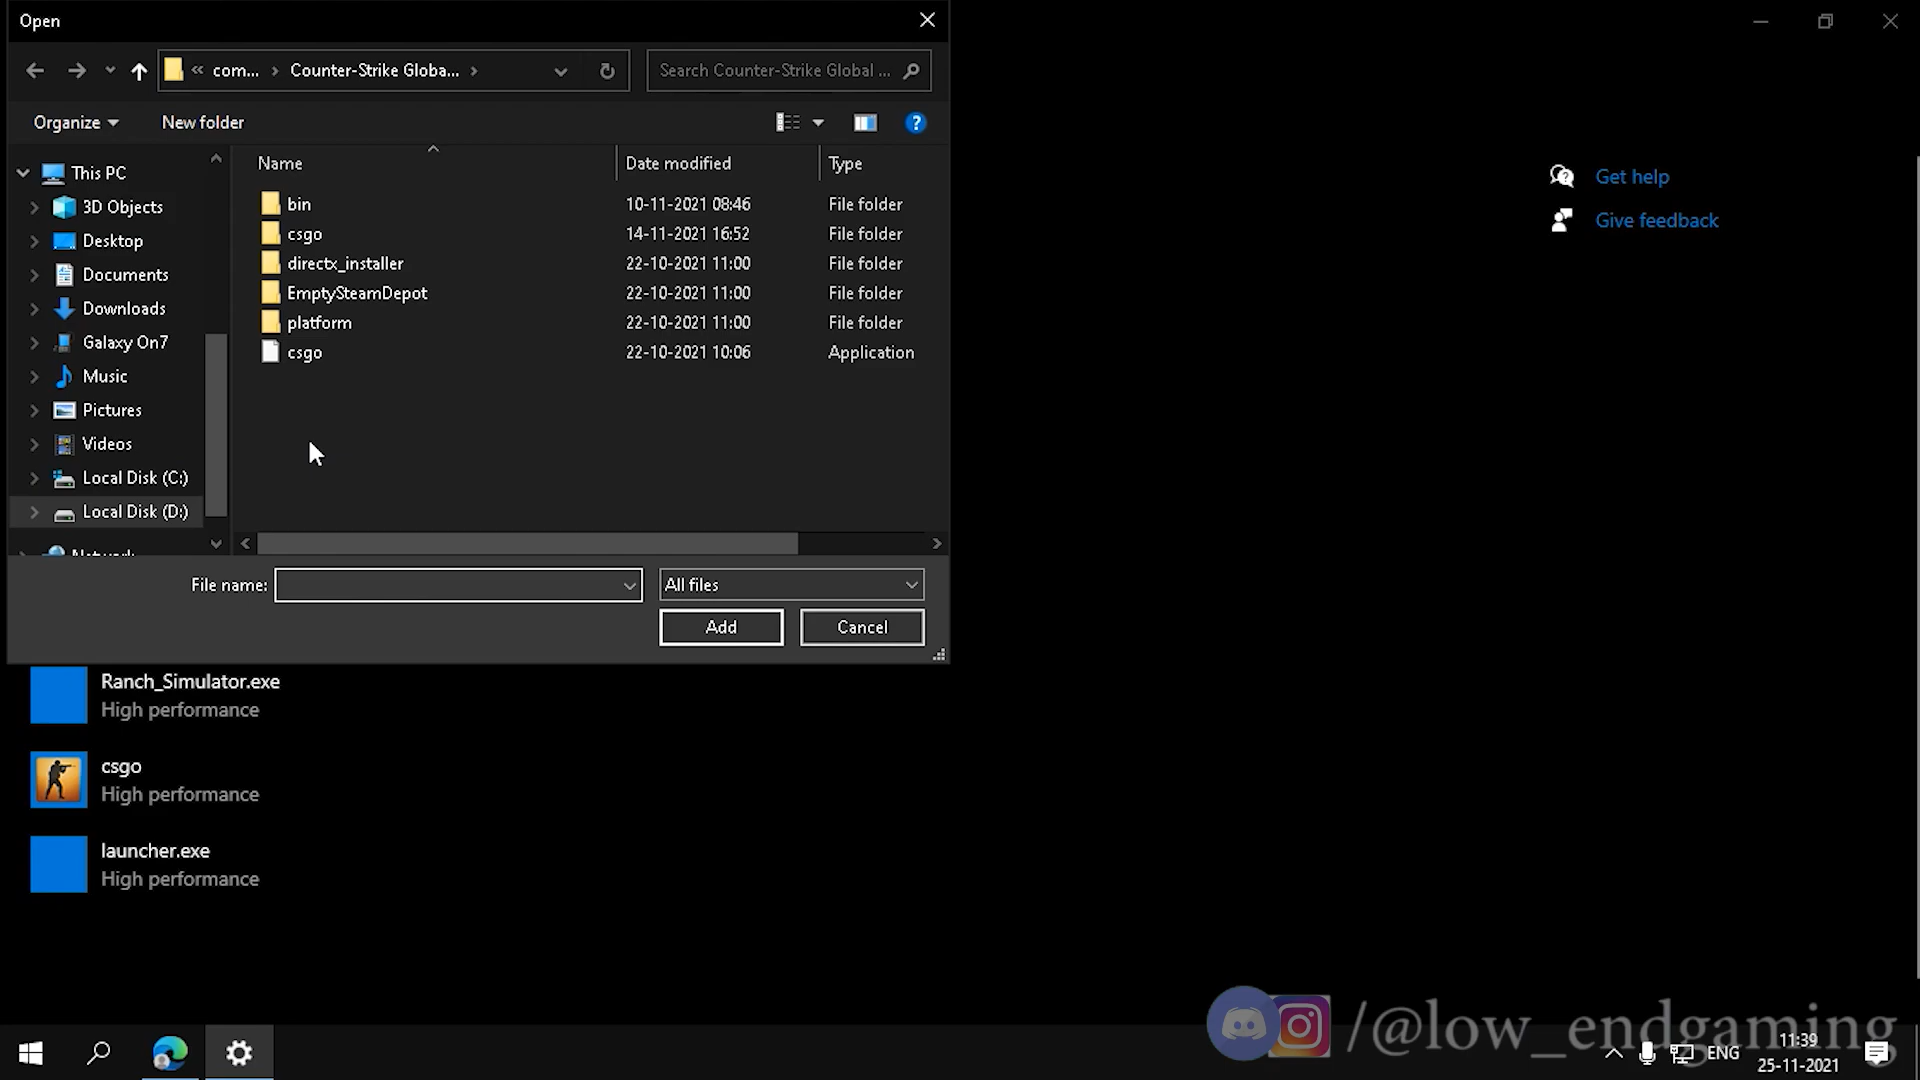 Open
com...
Counter-Strike Globa...
Search Counter-Strike Global ...
Organize
New folder
Name
Date modified
Type
This PC
3D Objects
Desktop
Documents
Downloads
Galaxy On7
Music
Pictures
Videos
Local Disk (C:)
Local Disk (D:)
Network
bin 10-11-2021 08:46 File folder
csgo 14-11-2021 16:52 File folder
directx_installer 22-10-2021 11:00 File folder
EmptySteamDepot 22-10-2021 11:00 File folder
platform 22-10-2021 11:00 File folder
csgo 22-10-2021 10:06 Application
File name:
All files
Add
Cancel
Get help
Give feedback
Ranch_Simulator.exe
High performance
csgo
High performance
launcher.exe
High performance
/@low_endgaming
ENG
11:39
25-11-2021